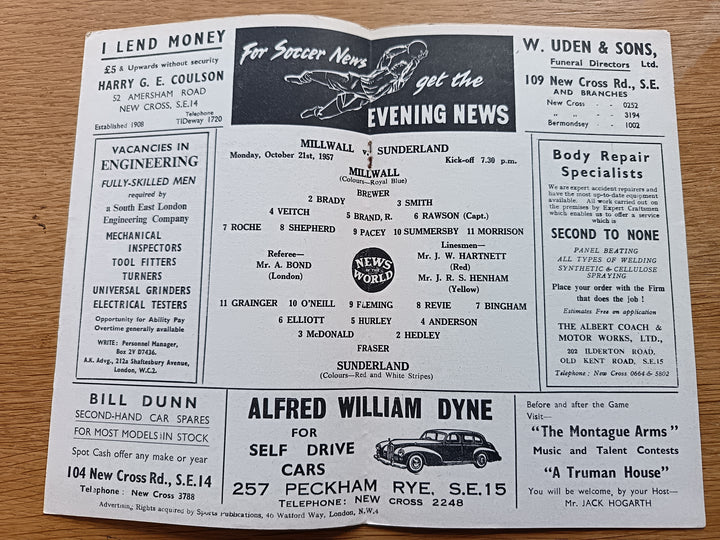 I LEND MONEY
£5 & Upwards without security
HARRY G. E. COULSON
52 AMERSHAM ROAD
NEW CROSS, S.E.14
Telephone
Established 1908
TIDeway 1720
For Soccer News
get the
EVENING NEWS
W. UDEN & SONS,
Funeral Directors Ltd.
109 New Cross Rd., S.E.
AND BRANCHES
New Cross - - 0252
" " - - 3194
Bermondsey - 1002
VACANCIES IN
ENGINEERING
FULLY-SKILLED MEN
required by
a South East London
Engineering Company
MECHANICAL
INSPECTORS
TOOL FITTERS
TURNERS
UNIVERSAL GRINDERS
ELECTRICAL TESTERS
Opportunity for Ability Pay
Overtime generally available
WRITE: Personnel Manager,
Box 2V D7436.
A.K. Advg., 212a Shaftesbury Avenue,
London, W.C.2.
MILLWALL v. SUNDERLAND
Monday, October 21st, 1957 Kick-off 7.30 p.m.
MILLWALL
(Colours—Royal Blue)
BREWER
2 BRADY 3 SMITH
4 VEITCH 5 BRAND, R. 6 RAWSON (Capt.)
7 ROCHE 8 SHEPHERD 9 PACEY 10 SUMMERSBY 11 MORRISON
Referee—
Mr. A. BOND
(London)
NEWS
OF THE
WORLD
Linesmen—
Mr. J. W. HARTNETT
(Red)
Mr. J. R. S. HENHAM
(Yellow)
11 GRAINGER 10 O'NEILL 9 FLEMING 8 REVIE 7 BINGHAM
6 ELLIOTT 5 HURLEY 4 ANDERSON
3 McDONALD 2 HEDLEY
FRASER
SUNDERLAND
(Colours—Red and White Stripes)
Body Repair
Specialists
We are expert accident repairers and
have the most up-to-date equipment
available. All work carried out on
the premises by Expert Craftsmen
which enables us to offer a service
which is
SECOND TO NONE
PANEL BEATING
ALL TYPES OF WELDING
SYNTHETIC & CELLULOSE
SPRAYING
Place your order with the Firm
that does the job !
Estimates Free on application
THE ALBERT COACH &
MOTOR WORKS, LTD.,
202 ILDERTON ROAD,
OLD KENT ROAD, S.E.15
Telephone : New Cross 0664 & 5802
BILL DUNN
SECOND-HAND CAR SPARES
FOR MOST MODELS IN STOCK
Spot Cash offer any make or year
104 New Cross Rd., S.E.14
Telephone : New Cross 3788
ALFRED WILLIAM DYNE
FOR
SELF DRIVE
CARS
257 PECKHAM RYE, S.E.15
TELEPHONE: NEW CROSS 2248
Before and after the Game
Visit—
"The Montague Arms"
Music and Talent Contests
"A Truman House"
You will be welcome, by your Host—
Mr. JACK HOGARTH
Advertising Rights acquired by Sports Publications, 46 Watford Way, London, N.W.4